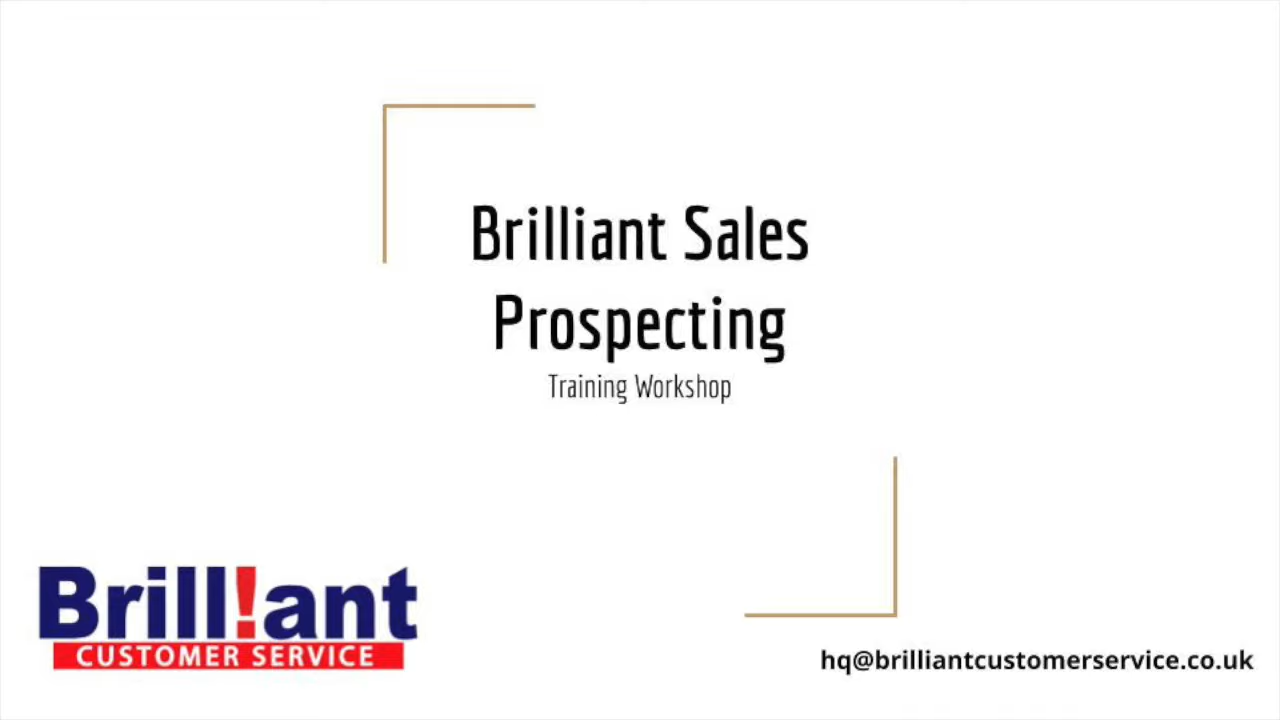 Brilliant Sales
Prospecting
Training Workshop
Brill!ant
CUSTOMER SERVICE
hq@brilliantcustomerservice.co.uk